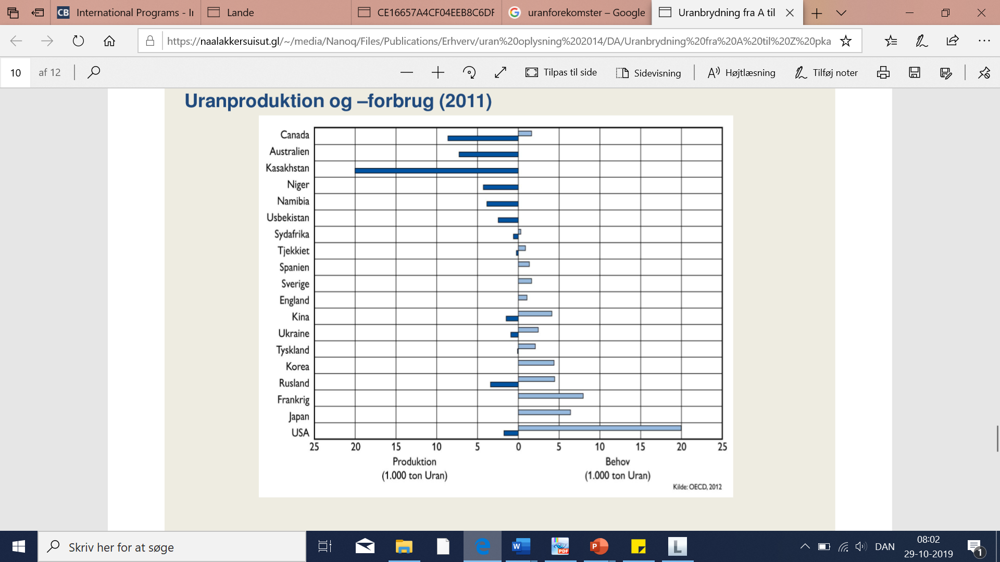 International Programs - Ir
Lande
CE16657A4CF04EEB8C6DF
uranforekomster – Google
Uranbrydning fra A til
https://naalakkersuisut.gl/~/media/Nanoq/Files/Publications/Erhverv/uran%20oplysning%202014/DA/Uranbrydning%20fra%20A%20til%20Z%20pka
10 af 12
Tilpas til side
Sidevisning
Højtlæsning
Tilføj noter
Uranproduktion og –forbrug (2011)
Canada
Australien
Kasakhstan
Niger
Namibia
Usbekistan
Sydafrika
Tjekkiet
Spanien
Sverige
England
Kina
Ukraine
Tyskland
Korea
Rusland
Frankrig
Japan
USA
25 20 15 10 5 0 5 10 15 20 25
Produktion
(1.000 ton Uran)
Behov
(1.000 ton Uran)
Kilde: OECD, 2012
Skriv her for at søge
DAN
08:02
29-10-2019
1